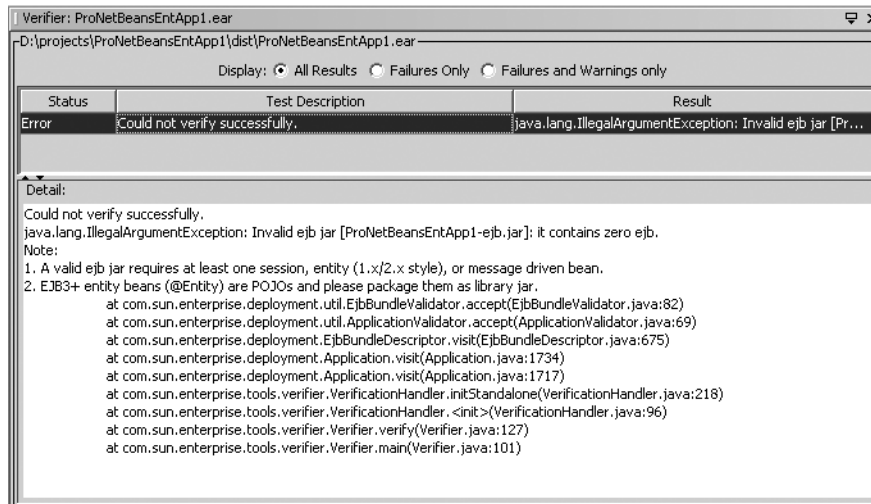 Verifier: ProNetBeansEntApp1.ear
D:\projects\ProNetBeansEntApp1\dist\ProNetBeansEntApp1.ear
Display: All Results Failures Only Failures and Warnings only
Status Test Description Result
Error Could not verify successfully. java.lang.IllegalArgumentException: Invalid ejb jar [Pr...
Detail:
Could not verify successfully.
java.lang.IllegalArgumentException: Invalid ejb jar [ProNetBeansEntApp1-ejb.jar]: it contains zero ejb.
Note:
1. A valid ejb jar requires at least one session, entity (1.x/2.x style), or message driven bean.
2. EJB3+ entity beans (@Entity) are POJOs and please package them as library jar.
at com.sun.enterprise.deployment.util.EjbBundleValidator.accept(EjbBundleValidator.java:82)
at com.sun.enterprise.deployment.util.ApplicationValidator.accept(ApplicationValidator.java:69)
at com.sun.enterprise.deployment.EjbBundleDescriptor.visit(EjbBundleDescriptor.java:675)
at com.sun.enterprise.deployment.Application.visit(Application.java:1734)
at com.sun.enterprise.deployment.Application.visit(Application.java:1717)
at com.sun.enterprise.tools.verifier.VerificationHandler.initStandalone(VerificationHandler.java:218)
at com.sun.enterprise.tools.verifier.VerificationHandler.<init>(VerificationHandler.java:96)
at com.sun.enterprise.tools.verifier.Verifier.verify(Verifier.java:127)
at com.sun.enterprise.tools.verifier.Verifier.main(Verifier.java:101)